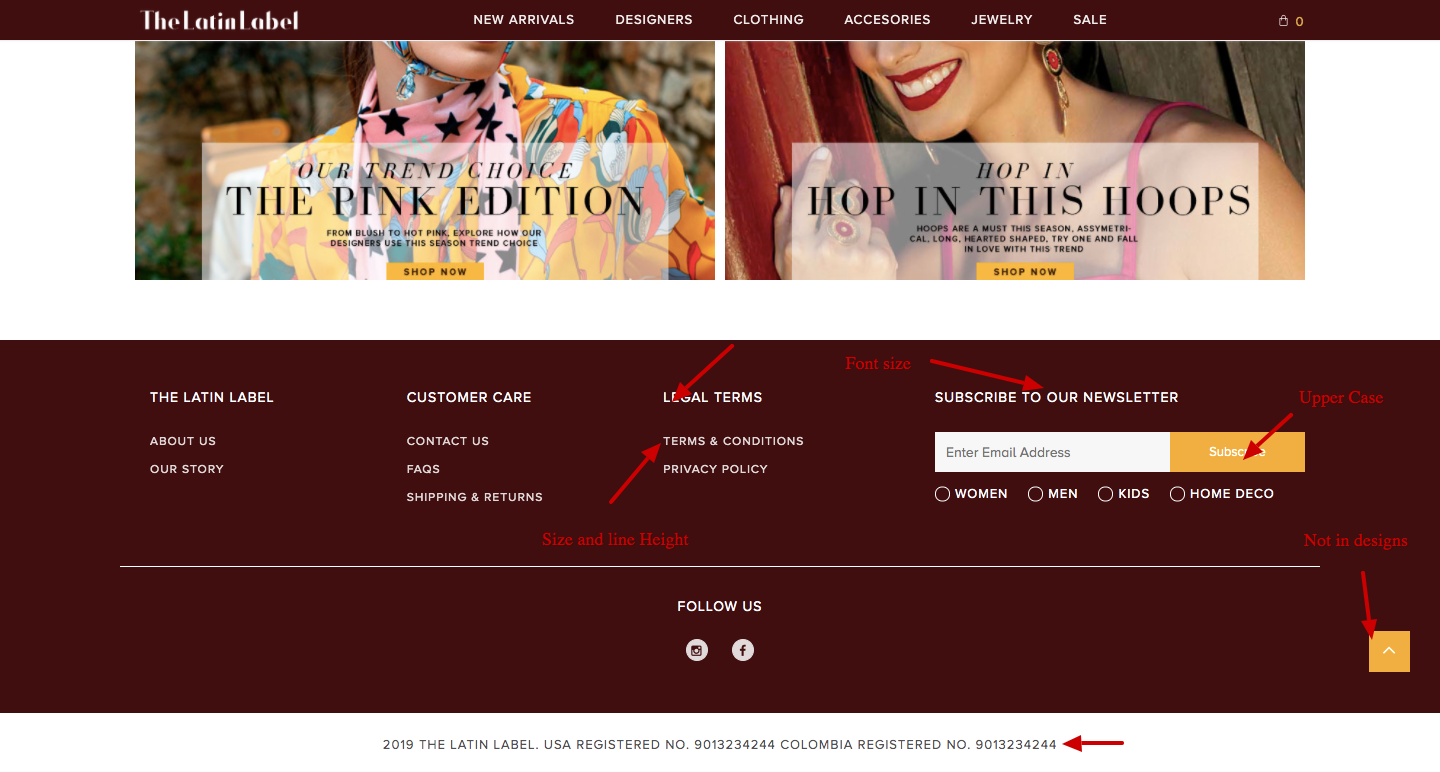 The Latin Label
NEW ARRIVALS DESIGNERS CLOTHING ACCESORIES JEWELRY SALE 0
OUR TREND CHOICE
THE PINK EDITION
FROM BLUSH TO HOT PINK, EXPLORE HOW OUR
DESIGNERS USE THIS SEASON TREND CHOICE
SHOP NOW
HOP IN
HOP IN THIS HOOPS
HOOPS ARE A MUST THIS SEASON, ASSYMETRI-
CAL, LONG, HEARTED SHAPED, TRY ONE AND FALL
IN LOVE WITH THIS TREND
SHOP NOW
Font size
Upper Case
THE LATIN LABEL
ABOUT US
OUR STORY
CUSTOMER CARE
CONTACT US
FAQS
SHIPPING & RETURNS
LEGAL TERMS
TERMS & CONDITIONS
PRIVACY POLICY
Size and line Height
SUBSCRIBE TO OUR NEWSLETTER
Enter Email Address Subscribe
WOMEN MEN KIDS HOME DECO
Not in designs
FOLLOW US
2019 THE LATIN LABEL. USA REGISTERED NO. 9013234244 COLOMBIA REGISTERED NO. 9013234244